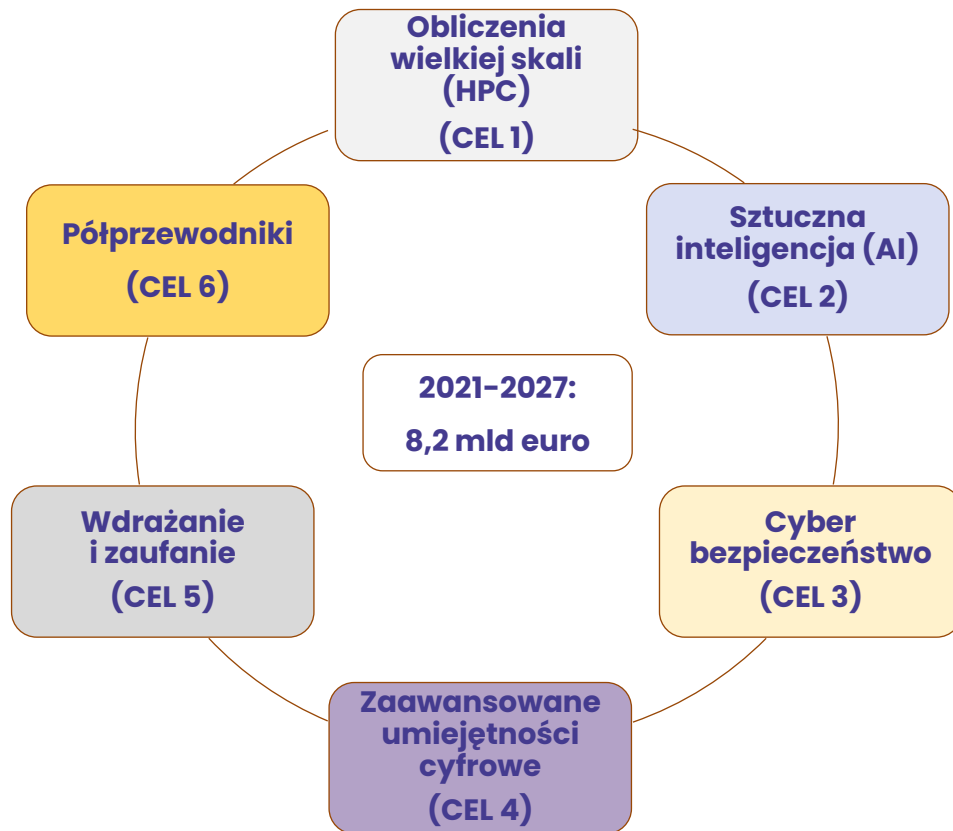 Obliczenia
wielkiej skali
(HPC)
(CEL 1)
Sztuczna
inteligencja (AI)
(CEL 2)
Cyber
bezpieczeństwo
(CEL 3)
Zaawansowane
umiejętności
cyfrowe
(CEL 4)
Wdrażanie
i zaufanie
(CEL 5)
Półprzewodniki
(CEL 6)
2021-2027:
8,2 mld euro